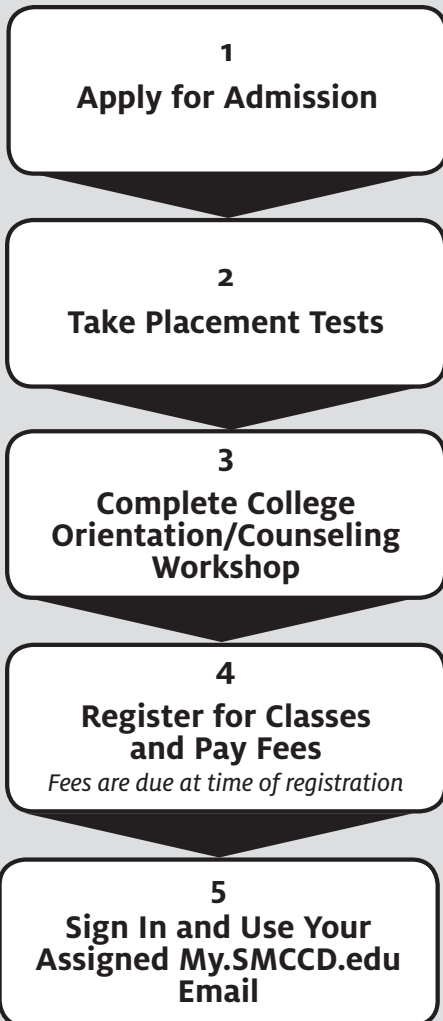 1
Apply for Admission
2
Take Placement Tests
3
Complete College
Orientation/Counseling
Workshop
4
Register for Classes
and Pay Fees
Fees are due at time of registration
5
Sign In and Use Your
Assigned My.SMCCD.edu
Email